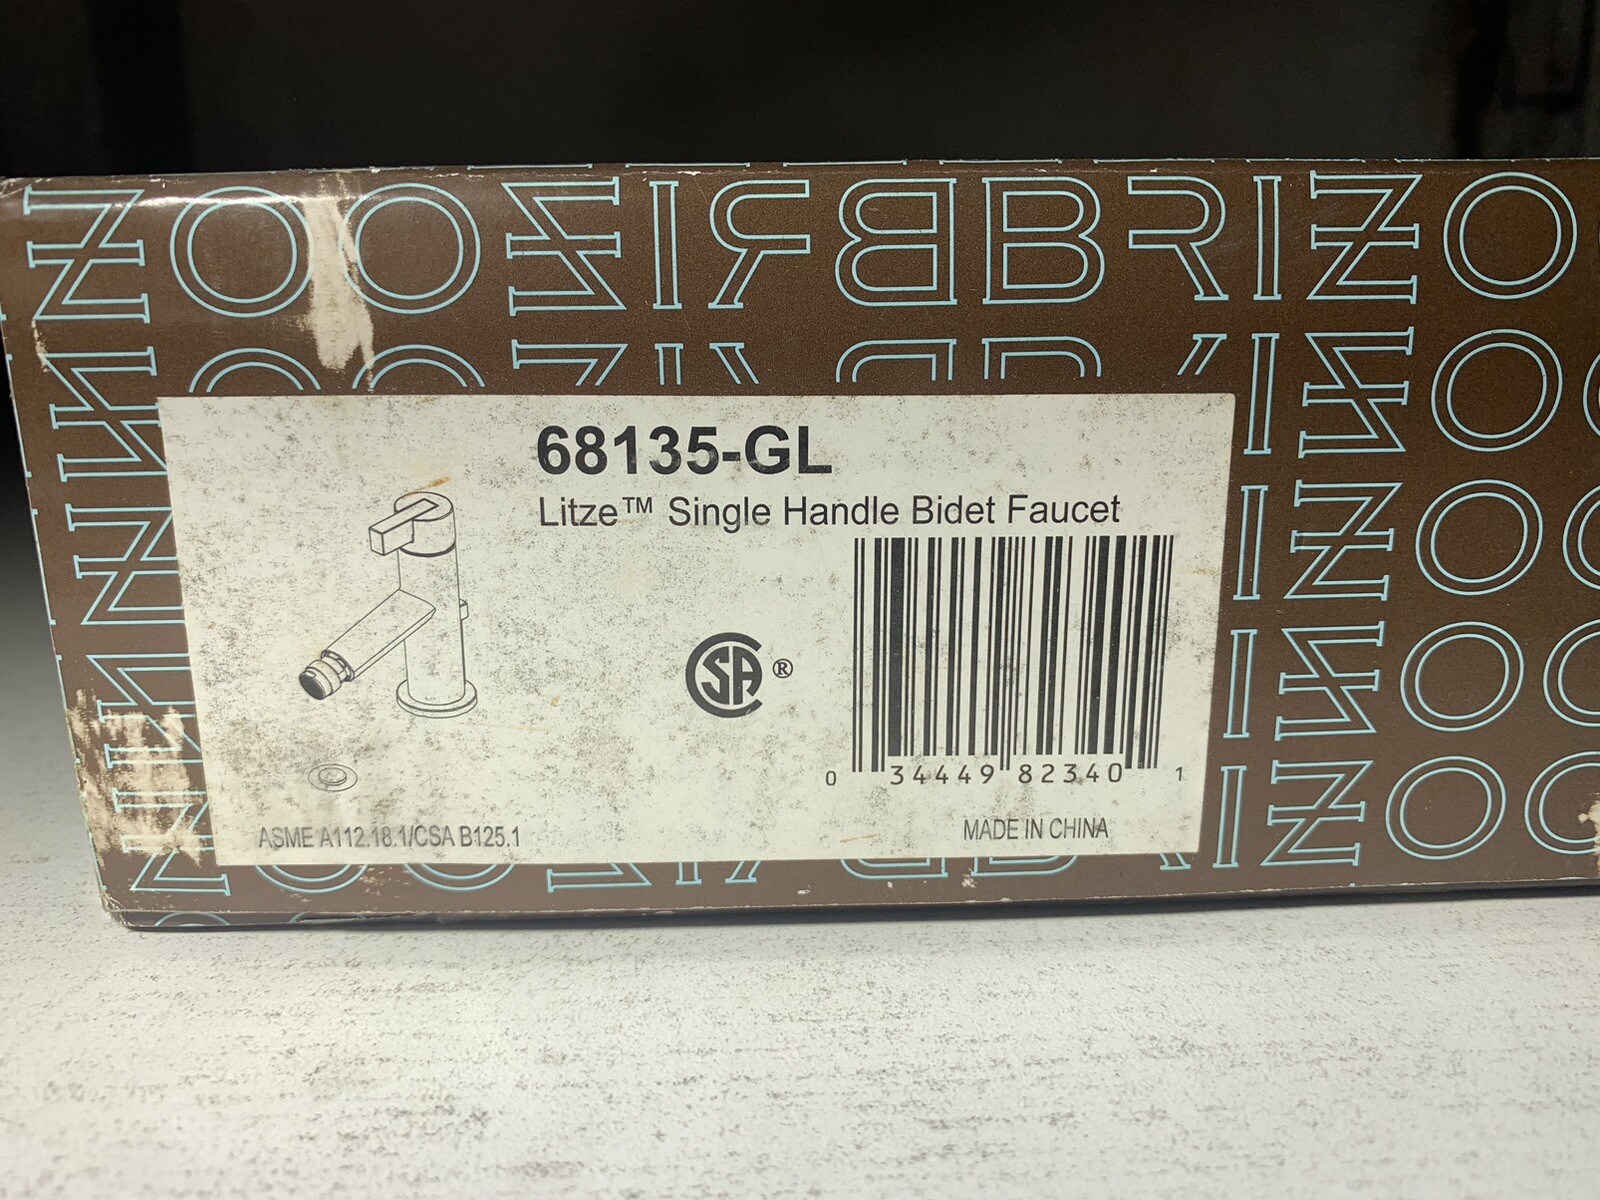 BRIZO
68135-GL
Litze™ Single Handle Bidet Faucet
CSA®
0 34449 82340 1
ASME A112.18.1/CSA B125.1
MADE IN CHINA